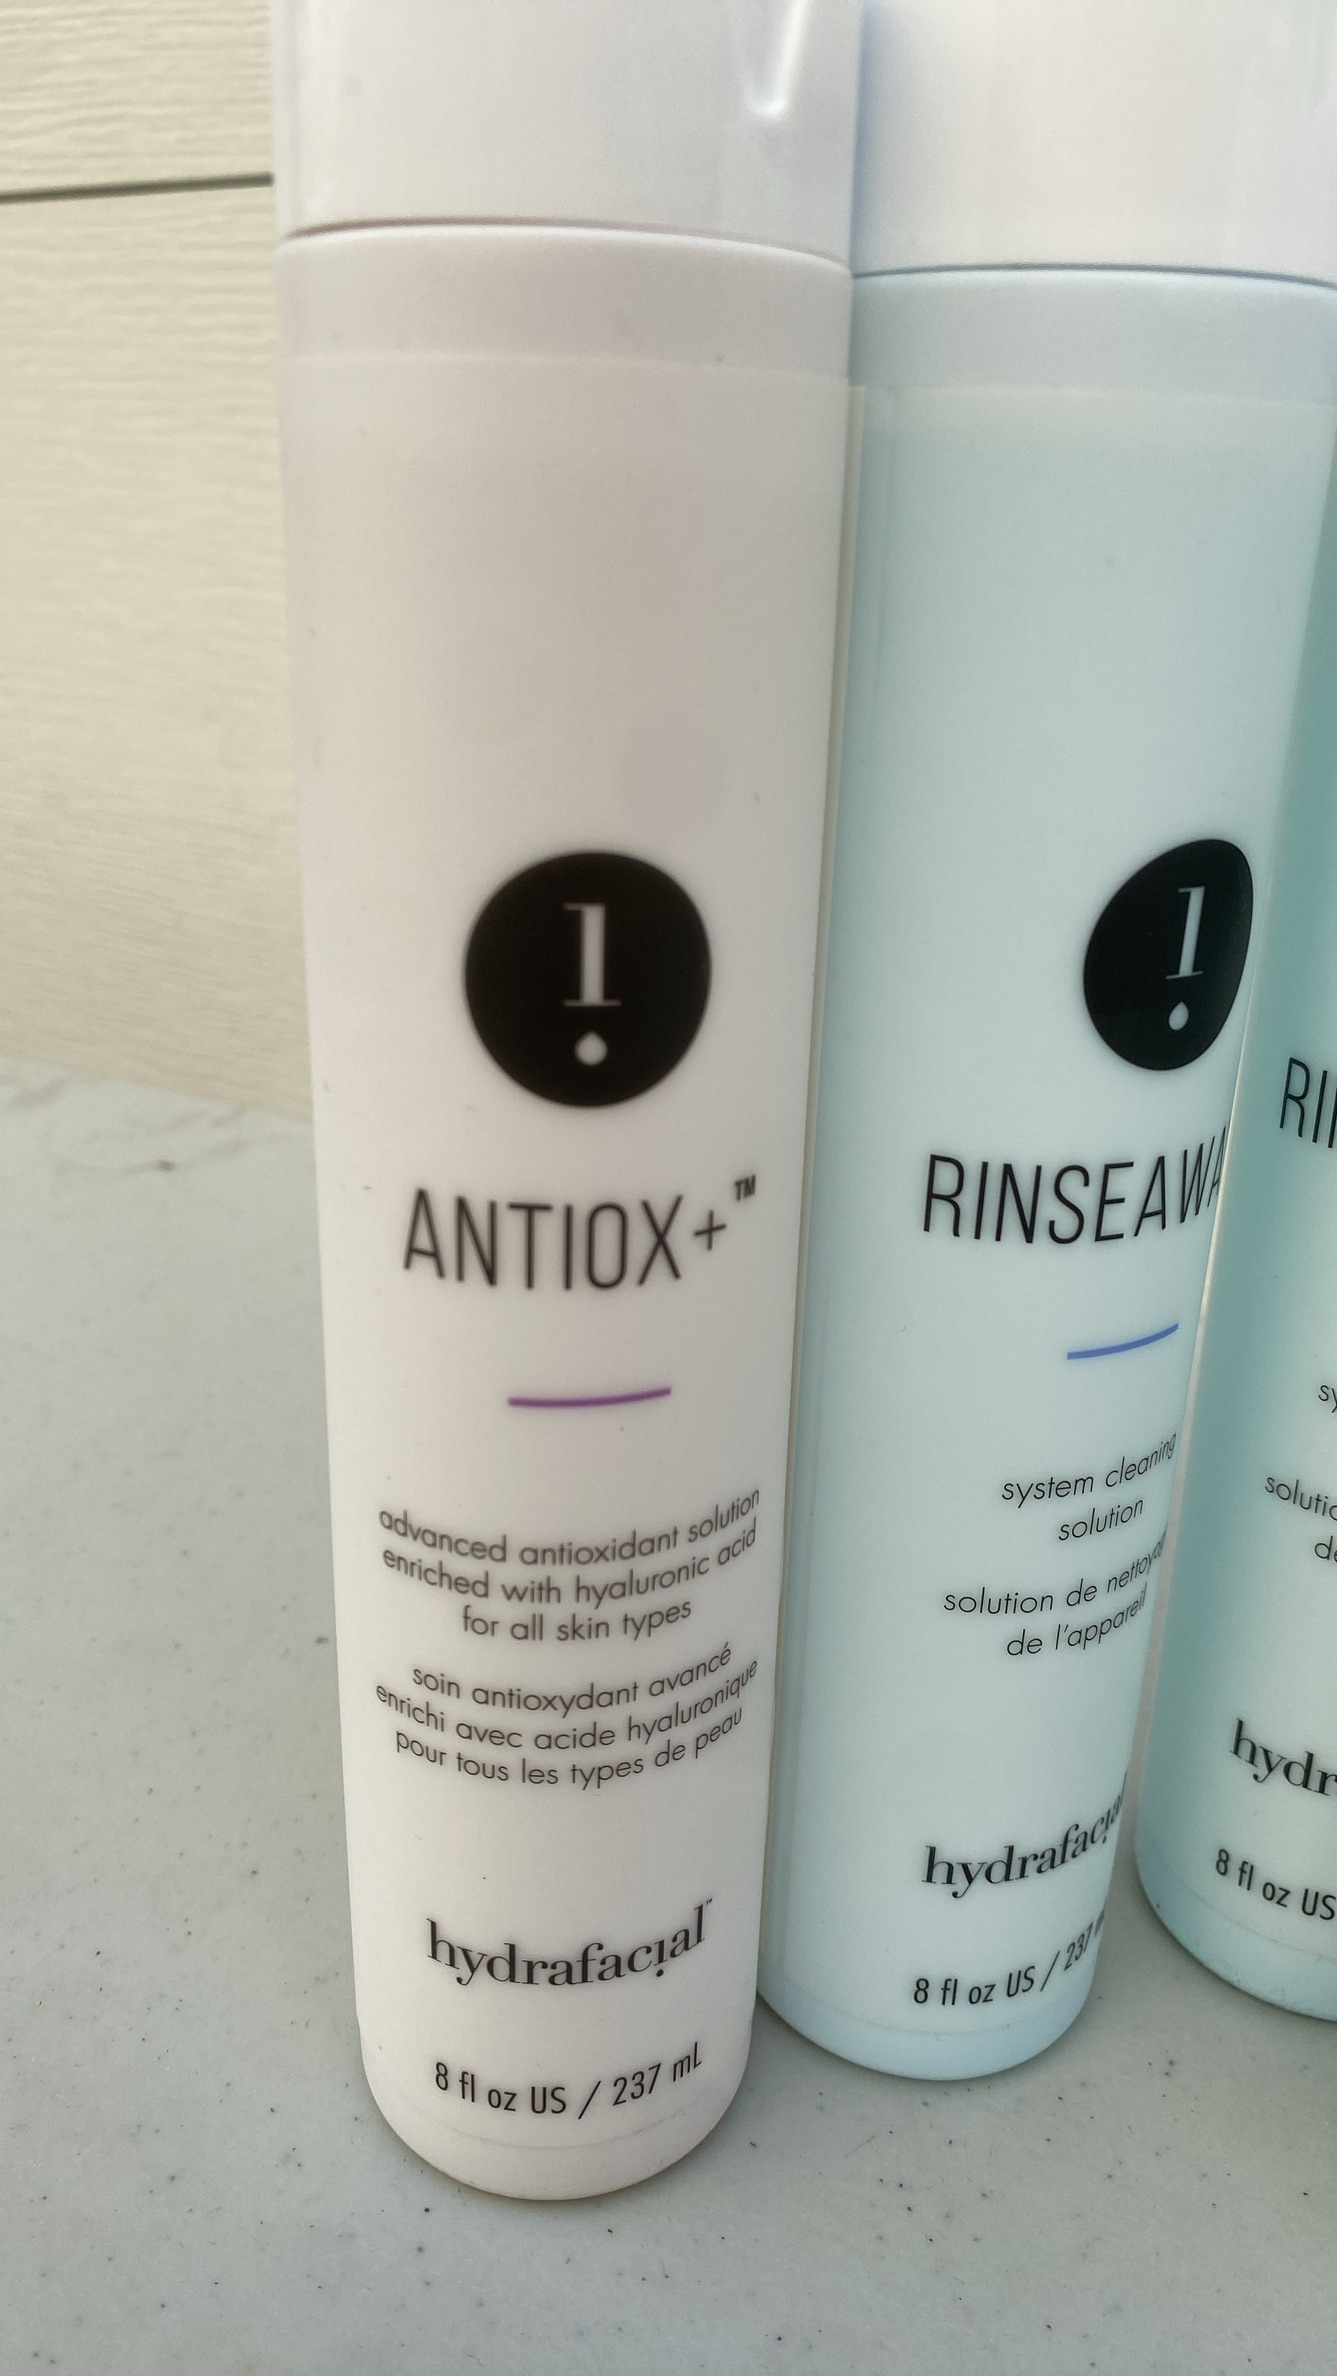 ANTIOX+™
advanced antioxidant solution
enriched with hyaluronic acid
for all skin types
soin antioxydant avancé
enrichi avec acide hyaluronique
pour tous les types de peau
hydrafacial™
8 fl oz US / 237 mL
RINSEAWA
system cleaning
solution
solution de nettoya
de l'appareil
hydrafacial
8 fl oz US / 237
RI
sy
solutio
de
hydr
8 fl oz US